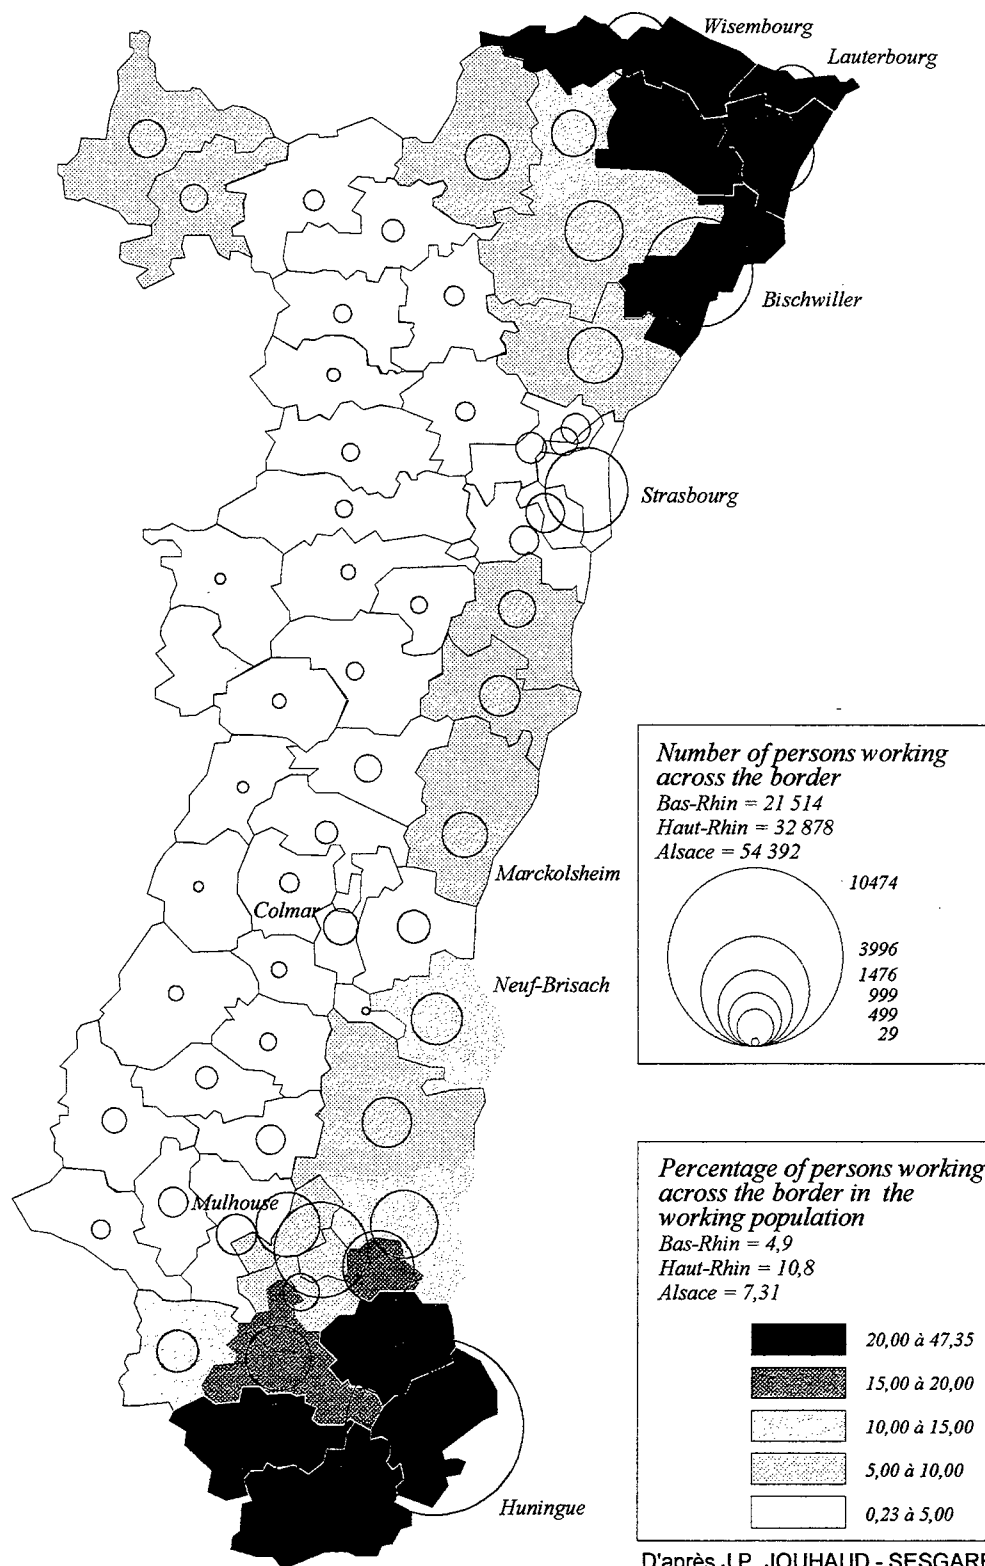 Wisembourg
Lauterbourg
Bischwiller
Strasbourg
Marckolsheim
Colmar
Neuf-Brisach
Mulhouse
Huningue
Number of persons working
across the border
Bas-Rhin = 21 514
Haut-Rhin = 32 878
Alsace = 54 392
10474
3996
1476
999
499
29
Percentage of persons working
across the border in the
working population
Bas-Rhin = 4,9
Haut-Rhin = 10,8
Alsace = 7,31
20,00 à 47,35
15,00 à 20,00
10,00 à 15,00
5,00 à 10,00
0,23 à 5,00
D'après J.P. JOUHAUD - SESGARE